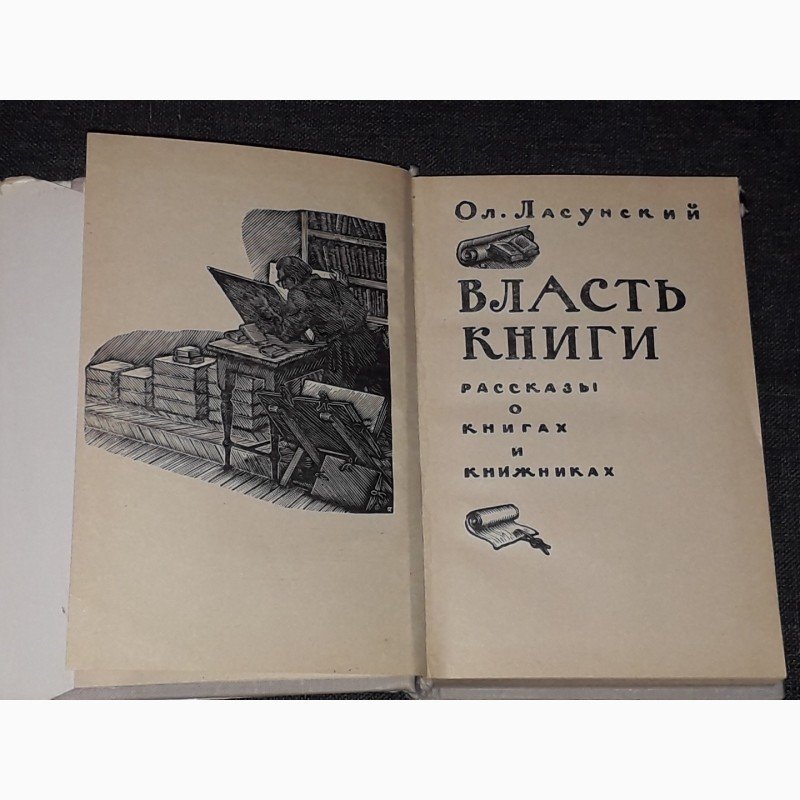 Ол. Ласунский
ВЛАСТЬ
КНИГИ
РАССКАЗЫ
О
КНИГАХ
И
КНИЖНИКАХ